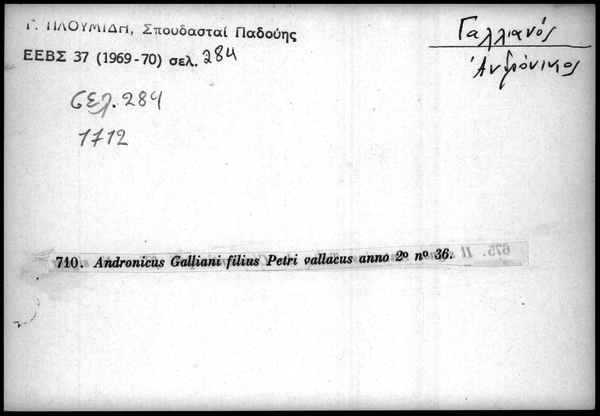 Γ. ΠΛΟΥΜΙΔΗ, Σπουδασταί Παδούης
ΕΕΒΣ 37 (1969-70) σελ. 284
Γαλλιανός
Ἀνδρόνικος
σελ. 284
1712
710. Andronicus Galliani filius Petri vallacus anno 2º nº 36.